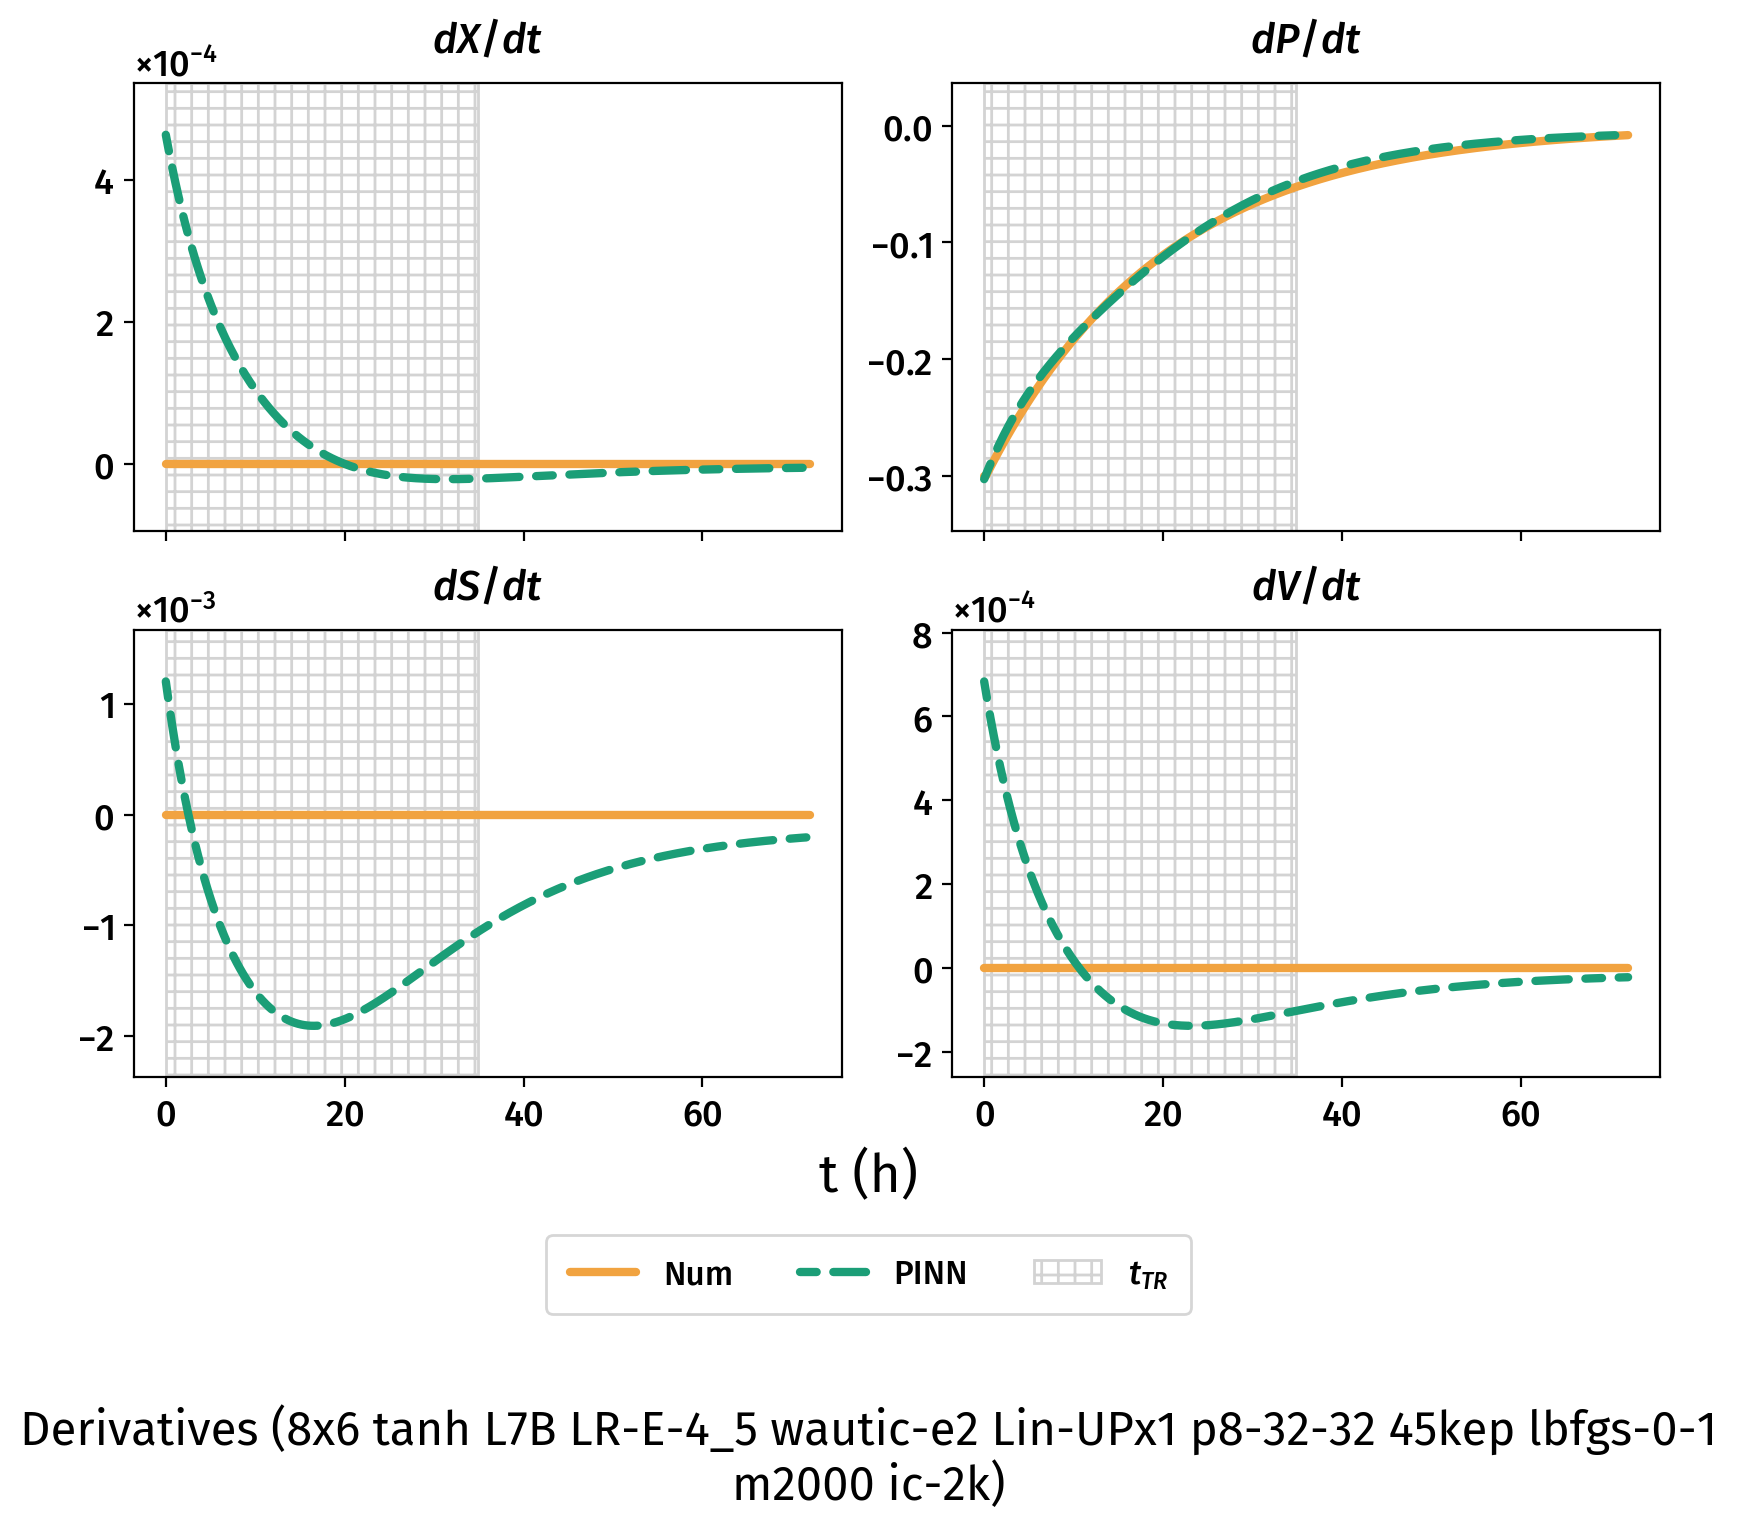 dX/dt
×10⁻⁴
4
2
0
dP/dt
0.0
−0.1
−0.2
−0.3
dS/dt
×10⁻³
1
0
−1
−2
0 20 40 60
dV/dt
×10⁻⁴
8
6
4
2
0
−2
0 20 40 60
t (h)
Num PINN t_TR
Derivatives (8x6 tanh L7B LR-E-4_5 wautic-e2 Lin-UPx1 p8-32-32 45kep lbfgs-0-1
m2000 ic-2k)